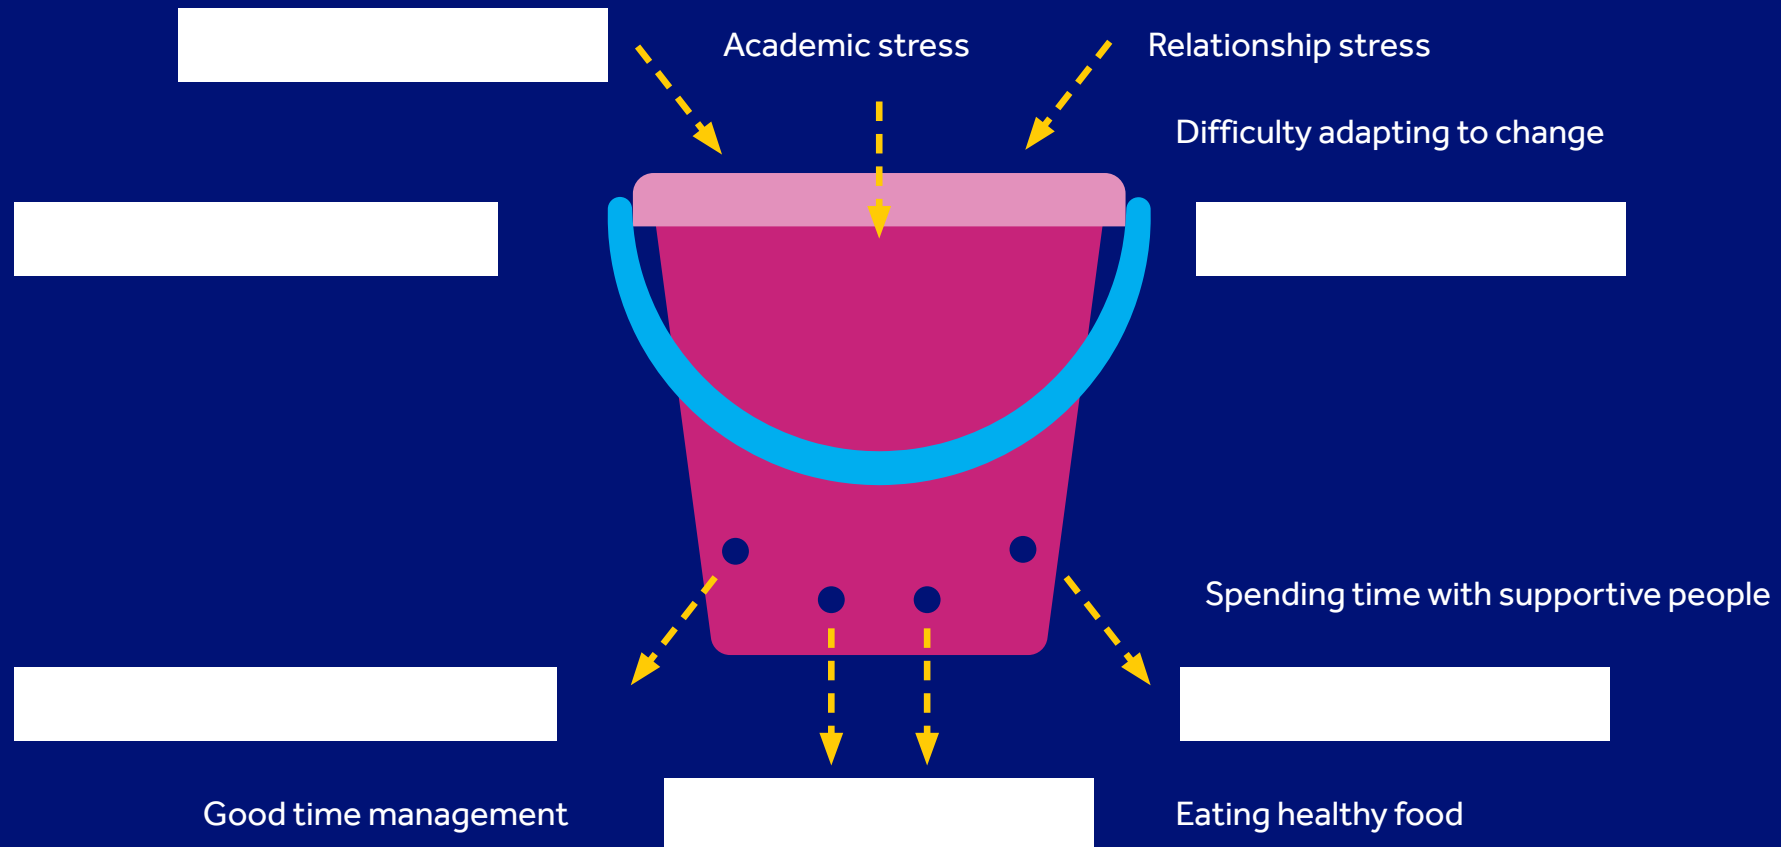 Academic stress
Relationship stress
Difficulty adapting to change
Spending time with supportive people
Good time management
Eating healthy food